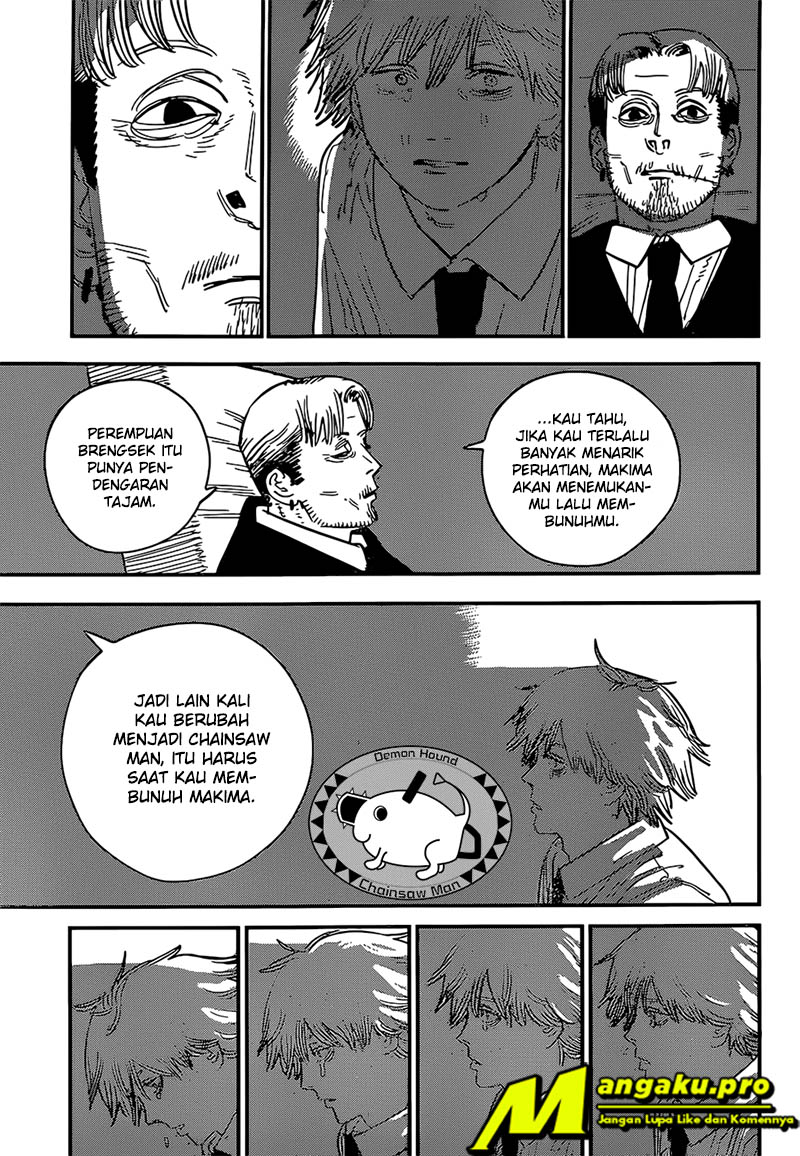 ...KAU TAHU,
JIKA KAU TERLALU
BANYAK MENARIK
PERHATIAN, MAKIMA
AKAN MENEMUKAN-
MU LALU MEM-
BUNUHMU.
PEREMPUAN
BRENGSEK ITU
PUNYA PEN-
DENGARAN
TAJAM.
JADI LAIN KALI
KAU BERUBAH
MENJADI CHAINSAW
MAN, ITU HARUS
SAAT KAU MEM-
BUNUH MAKIMA.
Demon Hound
Chainsaw Man
Mangaku.pro
Jangan Lupa Like dan Komennya